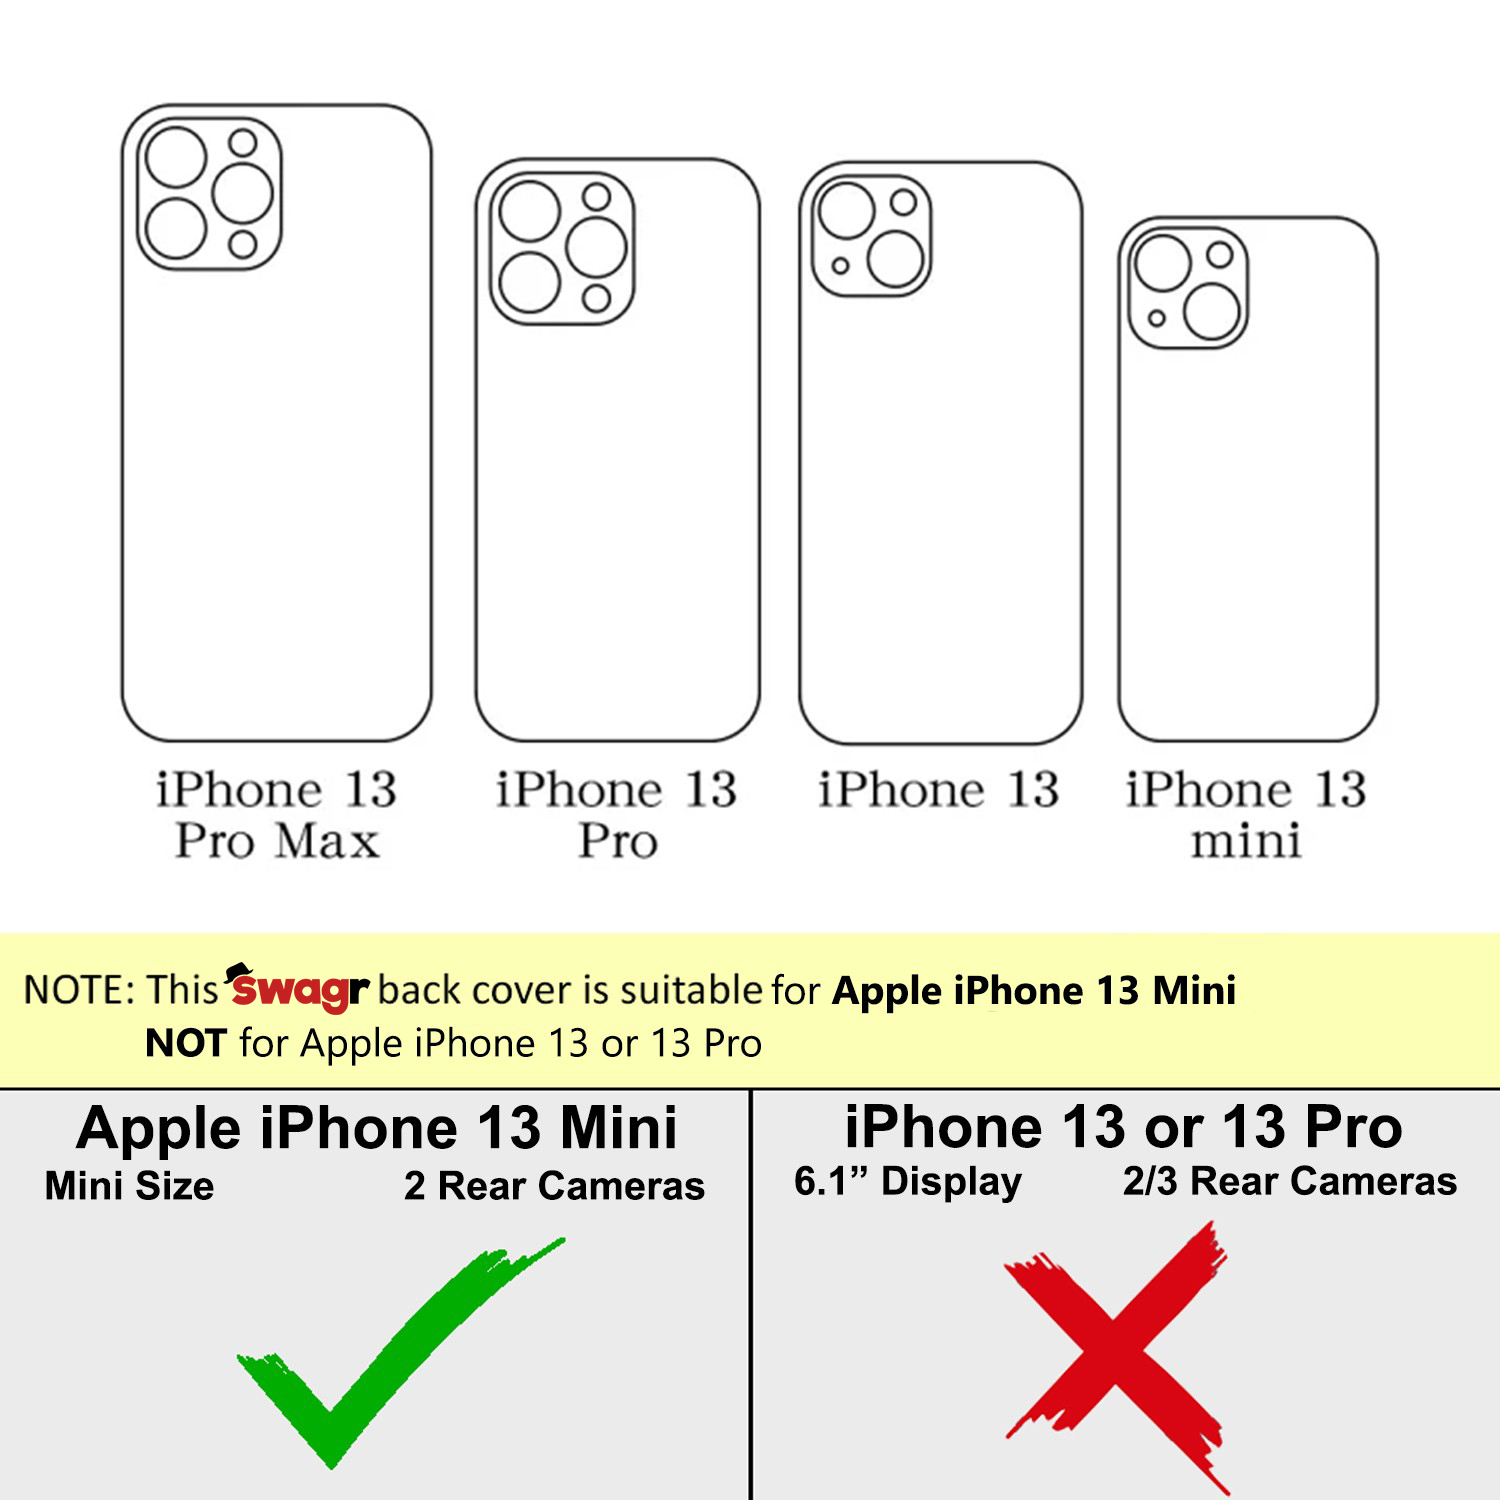 iPhone 13 Pro Max
iPhone 13 Pro
iPhone 13
iPhone 13 mini
NOTE: This swagr back cover is suitable for Apple iPhone 13 Mini
NOT for Apple iPhone 13 or 13 Pro
Apple iPhone 13 Mini
Mini Size 2 Rear Cameras
iPhone 13 or 13 Pro
6.1” Display 2/3 Rear Cameras